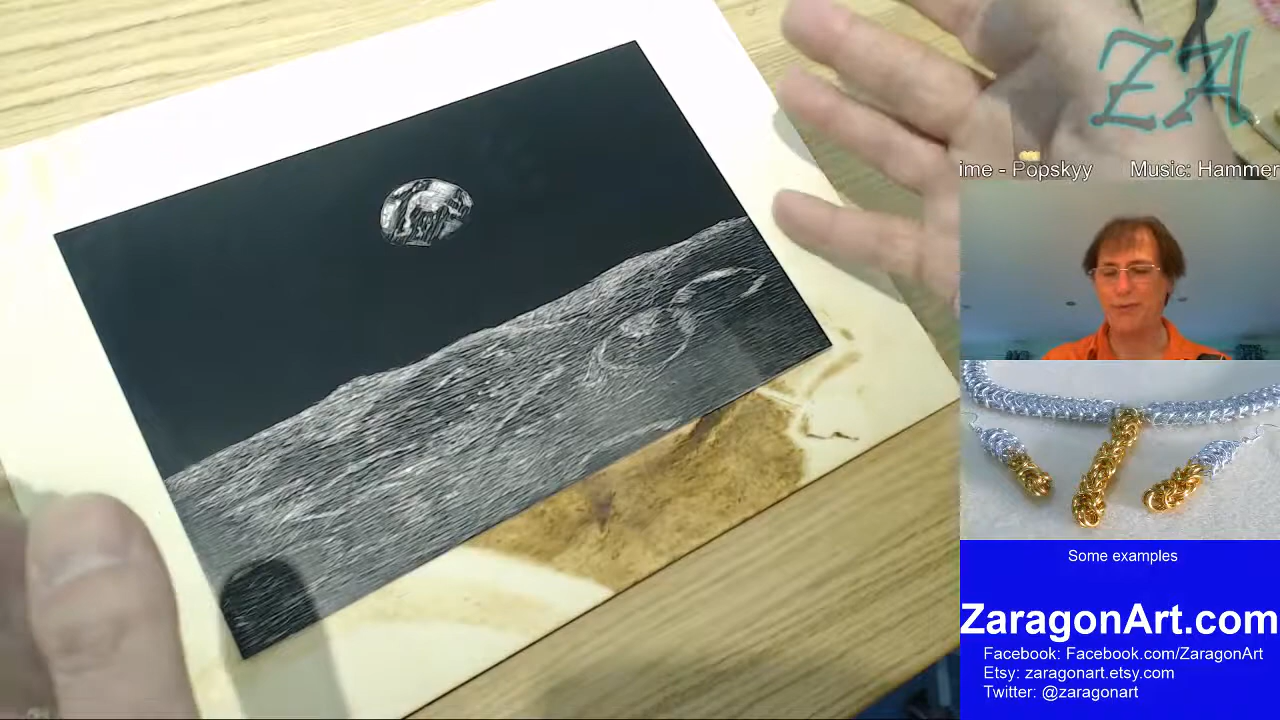 ZA
ime - Popskyy Music: Hammer
Some examples
ZaragonArt.com
Facebook: Facebook.com/ZaragonArt
Etsy: zaragonart.etsy.com
Twitter: @zaragonart